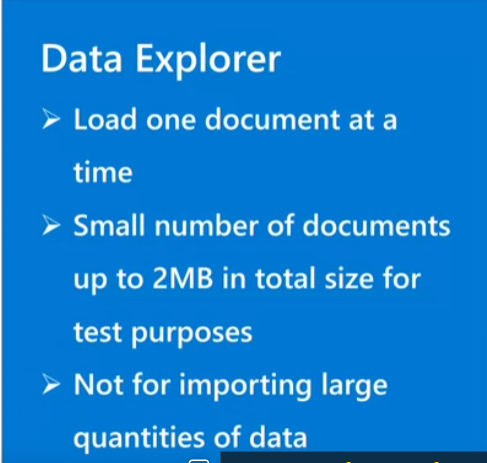 Data Explorer
➢ Load one document at a
time
➢ Small number of documents
up to 2MB in total size for
test purposes
➢ Not for importing large
quantities of data